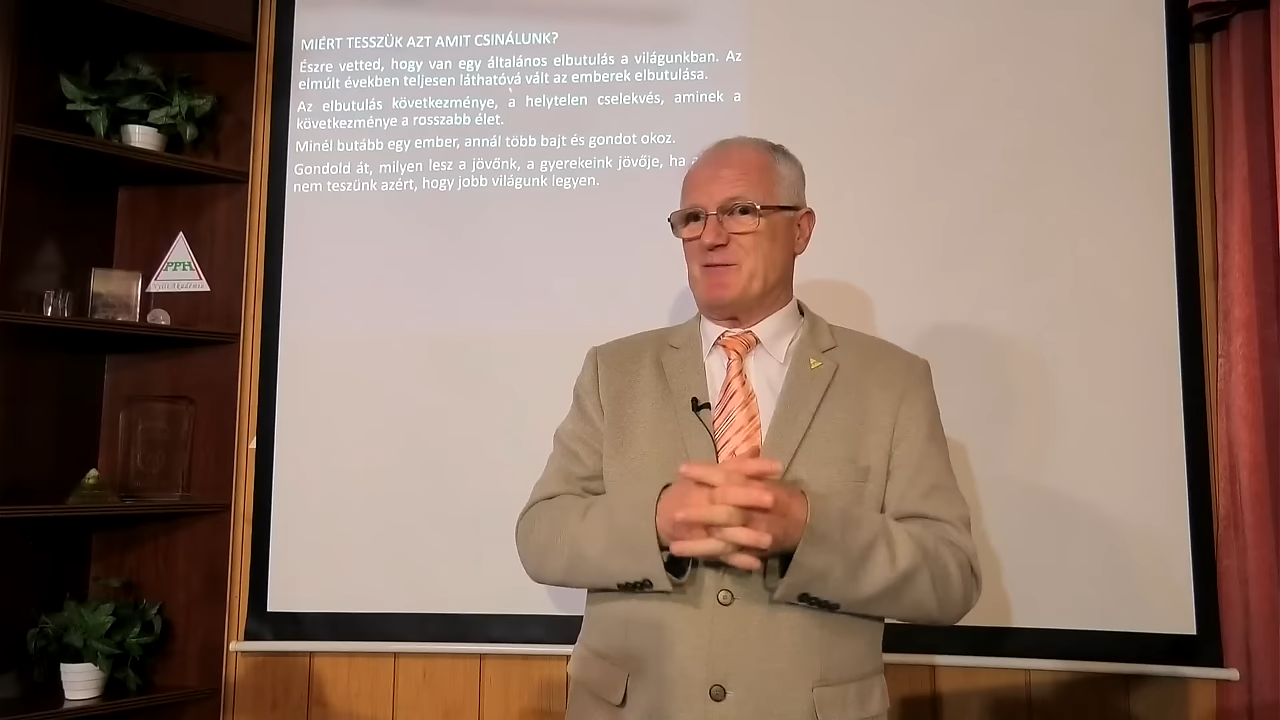 MIÉRT TESSZÜK AZT AMIT CSINÁLUNK?
Észre vetted, hogy van egy általános elbutulás a világunkban. Az
elmúlt években teljesen láthatóvá vált az emberek elbutulása.
Az elbutulás következménye, a helytelen cselekvés, aminek a
következménye a rosszabb élet.
Minél butább egy ember, annál több bajt és gondot okoz.
Gondold át, milyen lesz a jövőnk, a gyerekeink jövője, ha
nem teszünk azért, hogy jobb világunk legyen.
PPH
Nyílt Akadémia